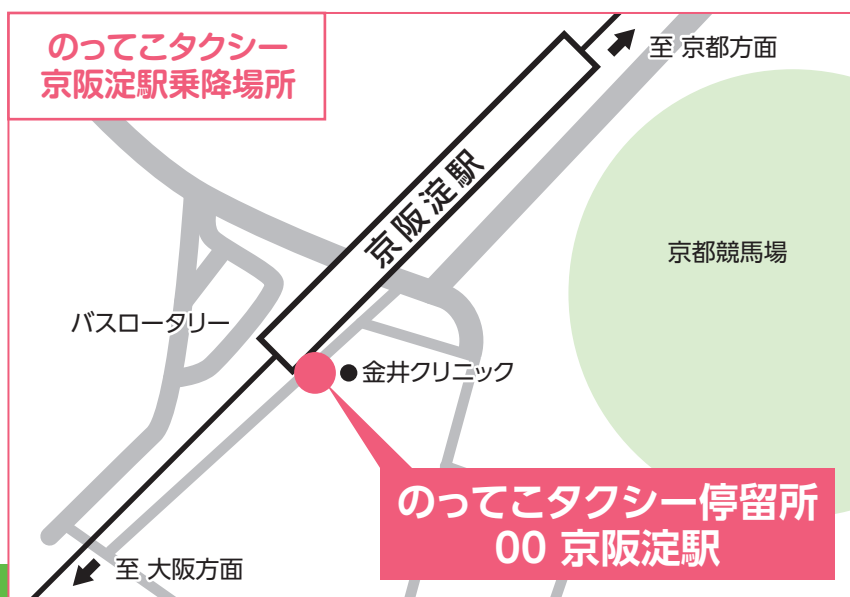 のってこタクシー
京阪淀駅乗降場所
至 京都方面
京阪淀駅
京都競馬場
バスロータリー
金井クリニック
のってこタクシー停留所
00 京阪淀駅
至 大阪方面